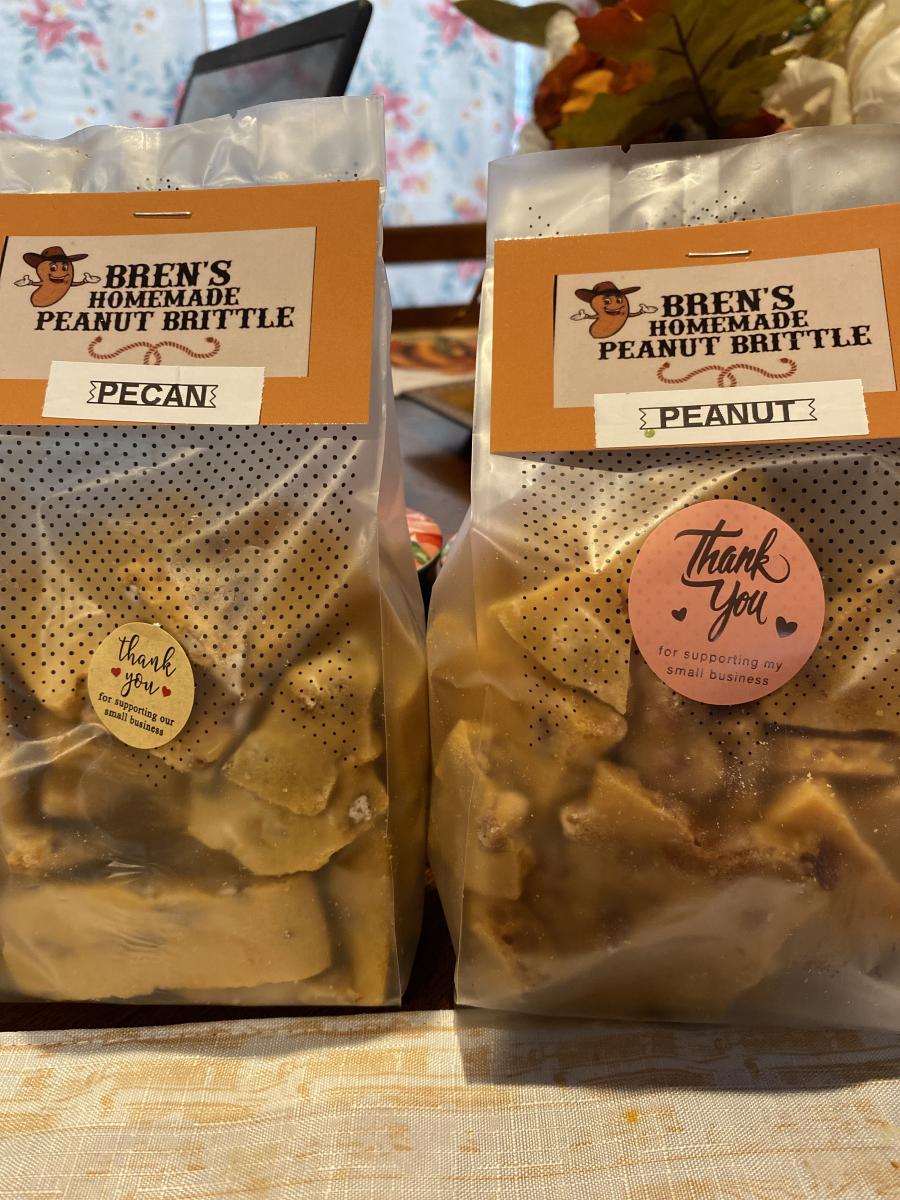 BREN'S
HOMEMADE
PEANUT BRITTLE
PECAN
thank
you
for supporting our
small business
BREN'S
HOMEMADE
PEANUT BRITTLE
PEANUT
Thank
You
for supporting my
small business